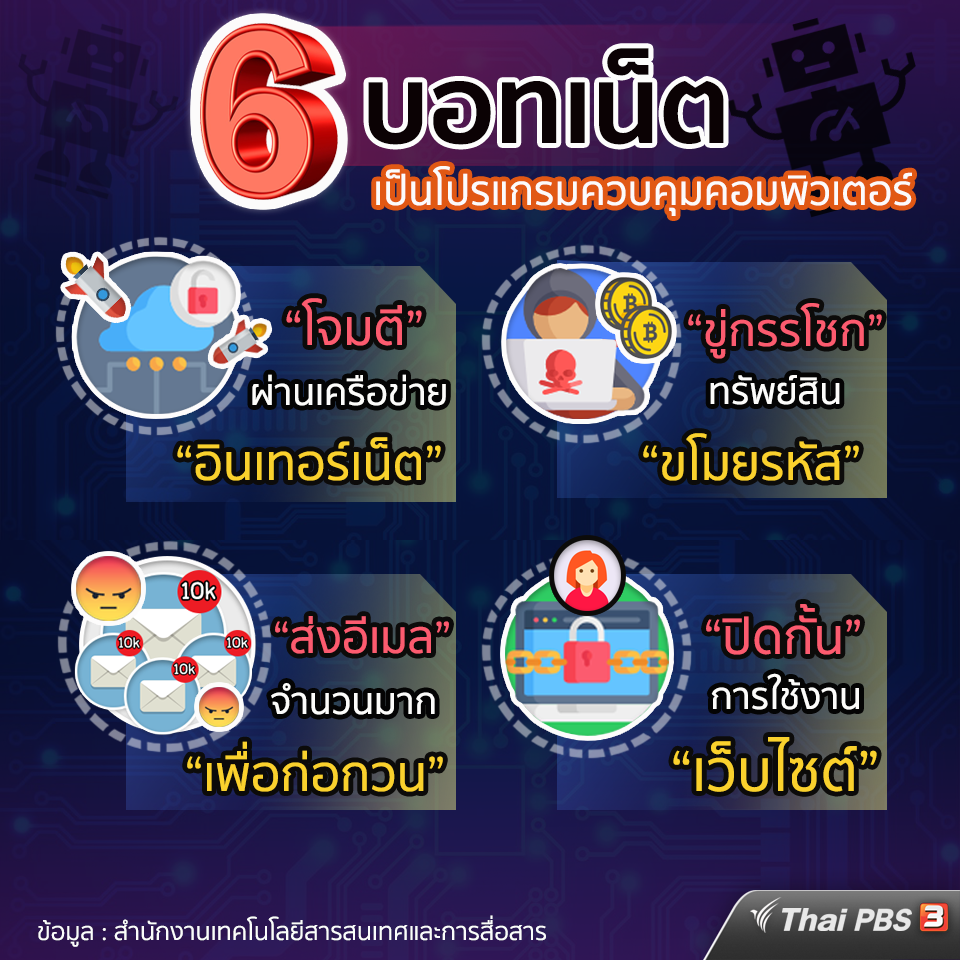 6 บอทเน็ต
เป็นโปรแกรมควบคุมคอมพิวเตอร์
“โจมตี”
ผ่านเครือข่าย
“อินเทอร์เน็ต”
“ขู่กรรโชก”
ทรัพย์สิน
“ขโมยรหัส”
10k
10k
10k
10k
“ส่งอีเมล”
จำนวนมาก
“เพื่อก่อกวน”
“ปิดกั้น”
การใช้งาน
“เว็บไซต์”
ข้อมูล : สำนักงานเทคโนโลยีสารสนเทศและการสื่อสาร
Thai PBS 3